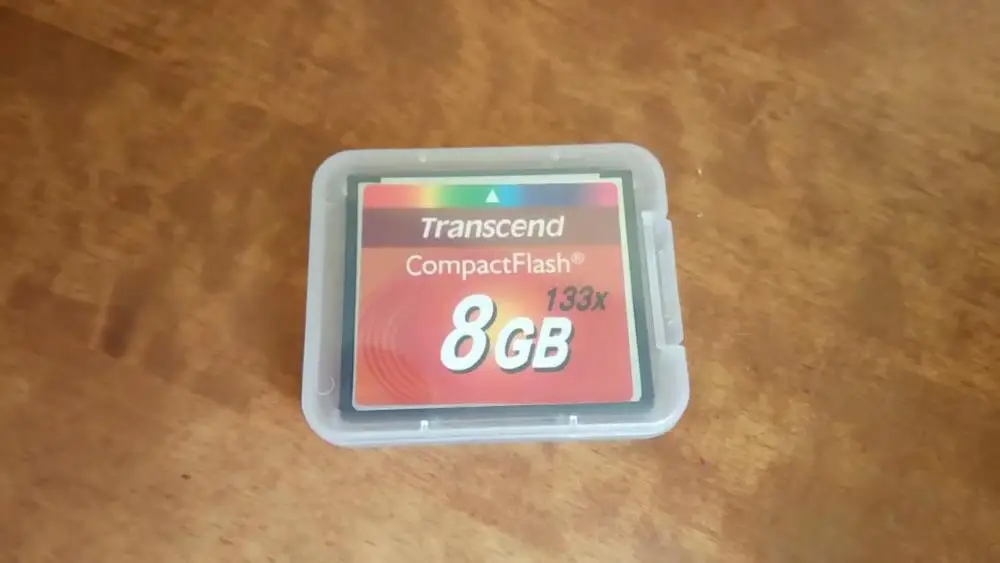 Transcend
CompactFlash®
133x
8GB